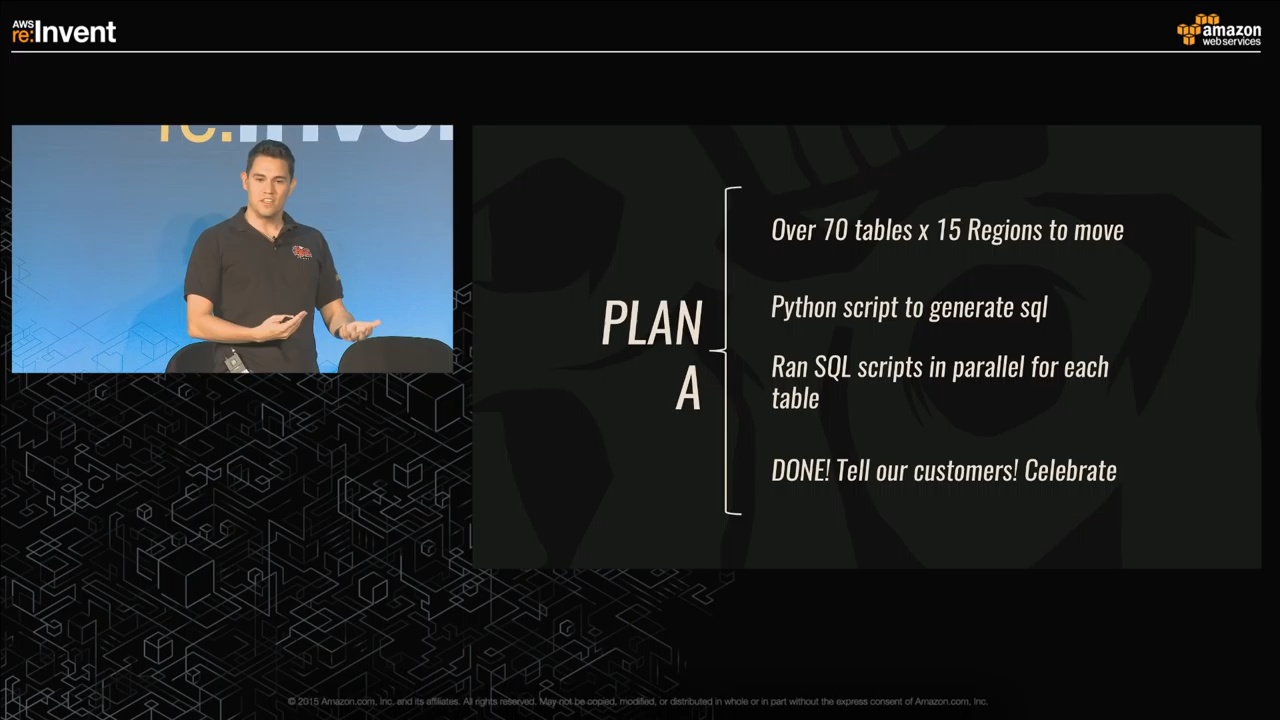 AWS
re:Invent
amazon
web services
re:Inven
PLAN
A
Over 70 tables x 15 Regions to move
Python script to generate sql
Ran SQL scripts in parallel for each
table
DONE! Tell our customers! Celebrate
© 2015 Amazon.com, Inc. and its affiliates. All rights reserved. May not be copied, modified, or distributed in whole or in part without the express consent of Amazon.com, Inc.